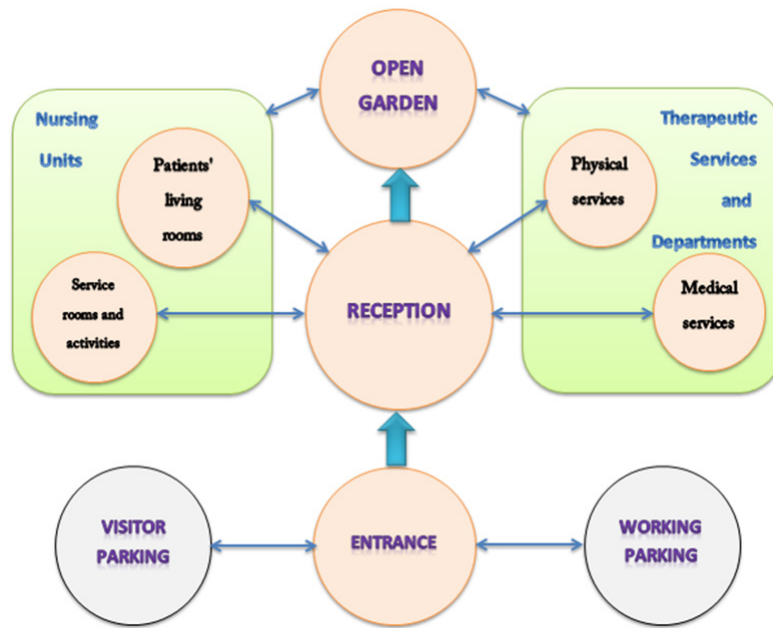 OPEN
GARDEN
Nursing
Units
Patients'
living
rooms
Service
rooms and
activities
RECEPTION
Therapeutic
Services
and
Departments
Physical
services
Medical
services
VISITOR
PARKING
ENTRANCE
WORKING
PARKING